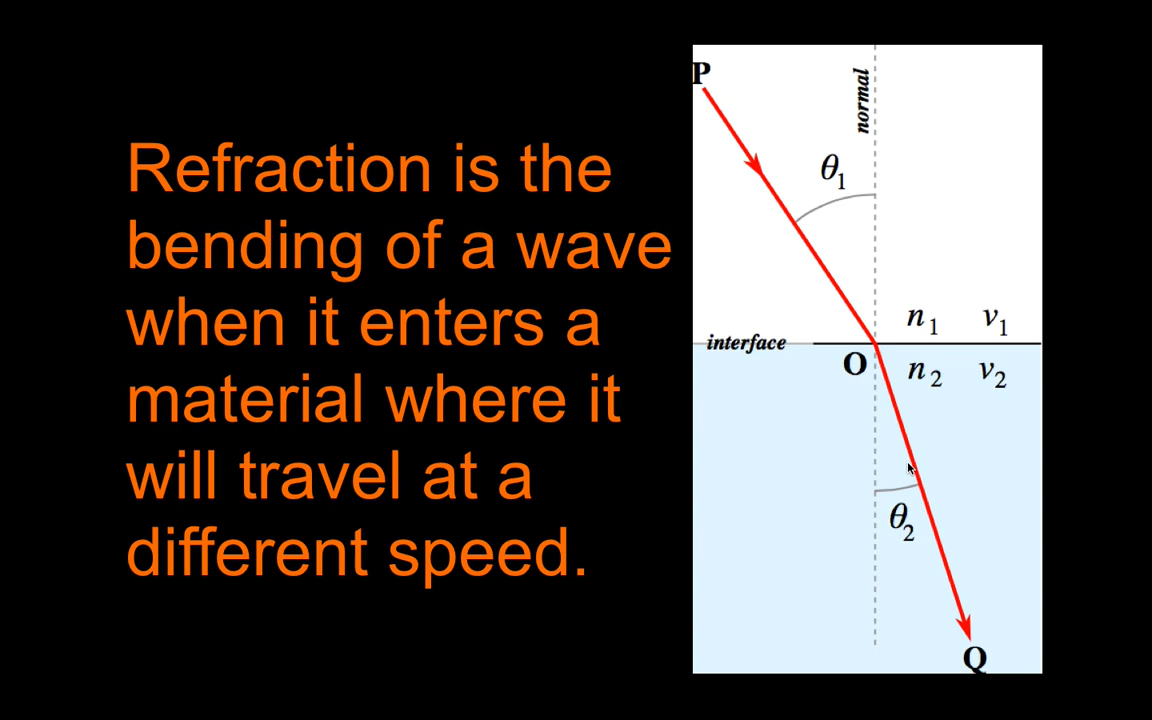 Refraction is the
bending of a wave
when it enters a
material where it
will travel at a
different speed.
P
normal
θ1
n1 v1
interface
O
n2 v2
θ2
Q